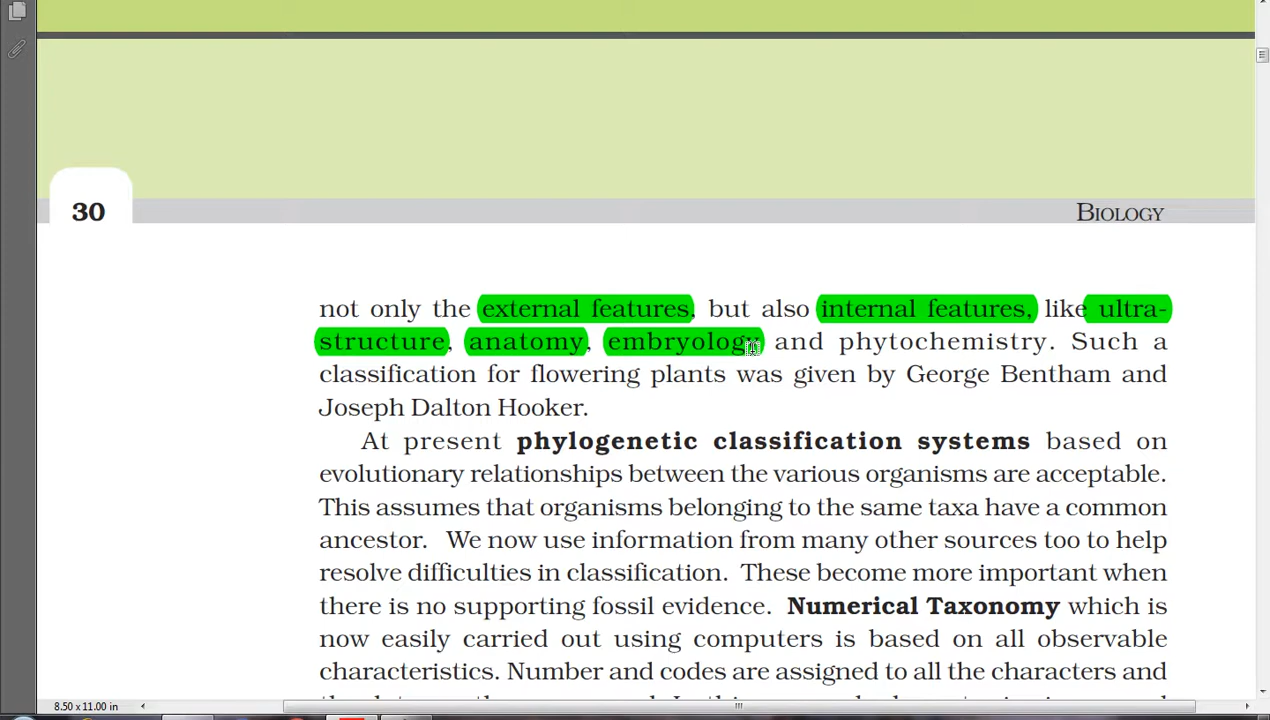 30
BIOLOGY
not only the external features, but also internal features, like ultra-
structure, anatomy, embryology and phytochemistry. Such a
classification for flowering plants was given by George Bentham and
Joseph Dalton Hooker.
At present phylogenetic classification systems based on
evolutionary relationships between the various organisms are acceptable.
This assumes that organisms belonging to the same taxa have a common
ancestor. We now use information from many other sources too to help
resolve difficulties in classification. These become more important when
there is no supporting fossil evidence. Numerical Taxonomy which is
now easily carried out using computers is based on all observable
characteristics. Number and codes are assigned to all the characters and
8.50 x 11.00 in